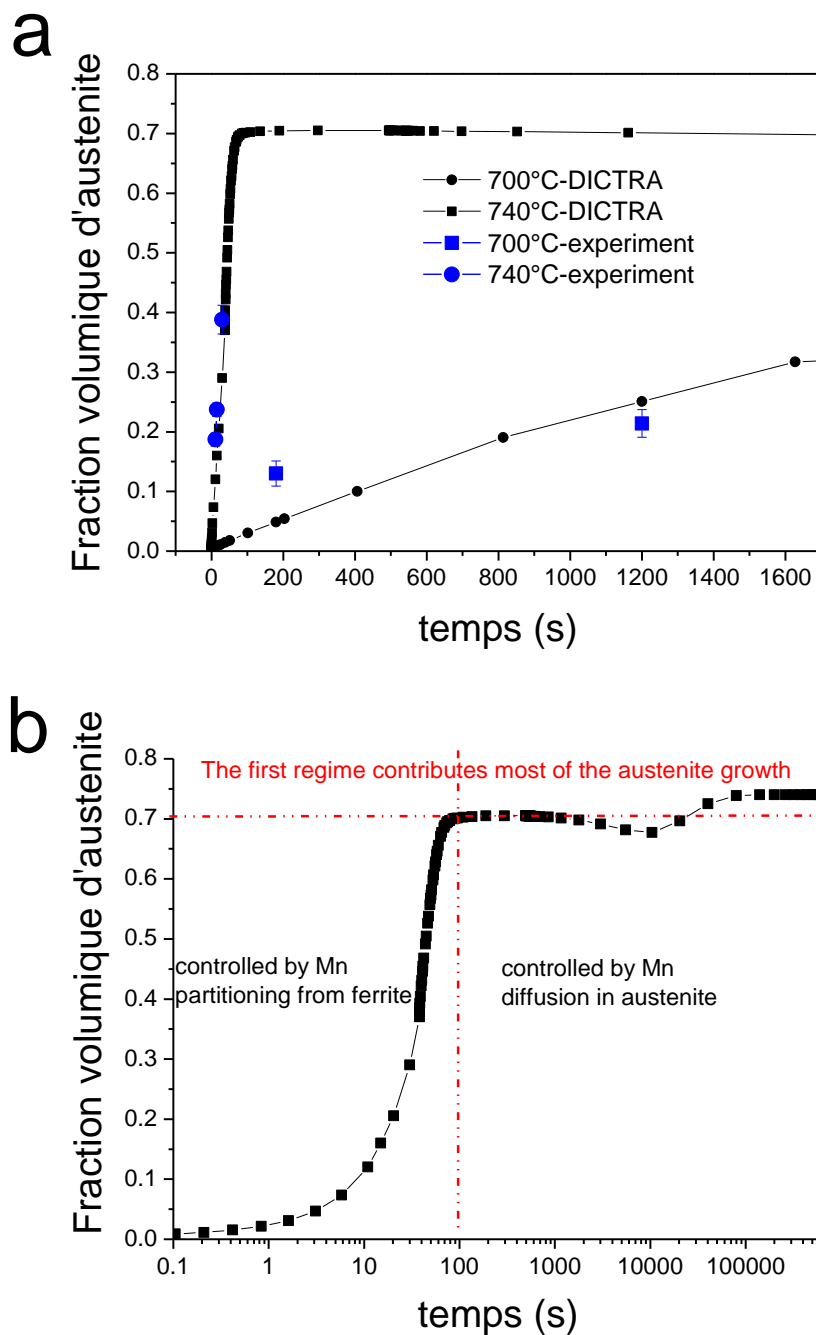 a
Fraction volumique d'austenite
0.8
0.7
0.6
0.5
0.4
0.3
0.2
0.1
0.0
700°C-DICTRA
740°C-DICTRA
700°C-experiment
740°C-experiment
0 200 400 600 800 1000 1200 1400 1600
temps (s)
b
Fraction volumique d'austenite
0.8
0.7
0.6
0.5
0.4
0.3
0.2
0.1
0.0
The first regime contributes most of the austenite growth
controlled by Mn
partitioning from ferrite
controlled by Mn
diffusion in austenite
0.1 1 10 100 1000 10000 100000
temps (s)